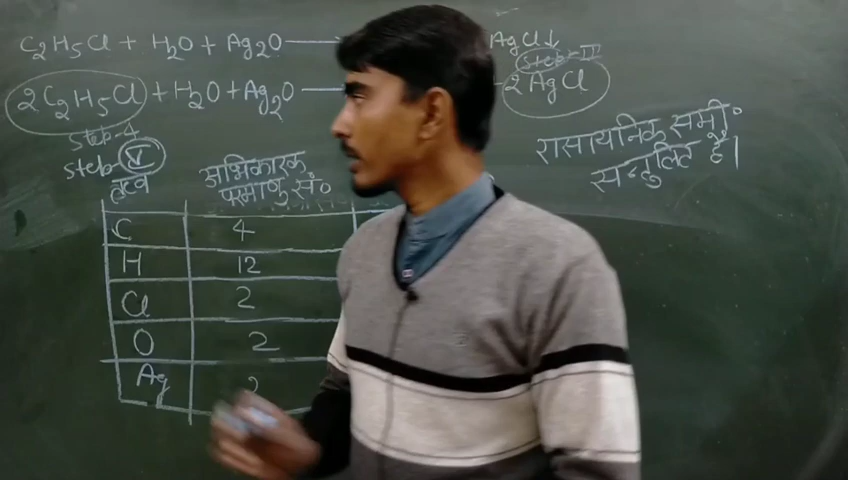 C2H5Cl + H2O + Ag2O → AgCl↓
Step-IV
2C2H5Cl + H2O + Ag2O → 2AgCl
Step-4
Step-V
रासायनिक समी०
सन्तुलित है।
तत्व अभिकारक
परमाणु सं०
C 4
H 12
Cl 2
O 2
Ag 2